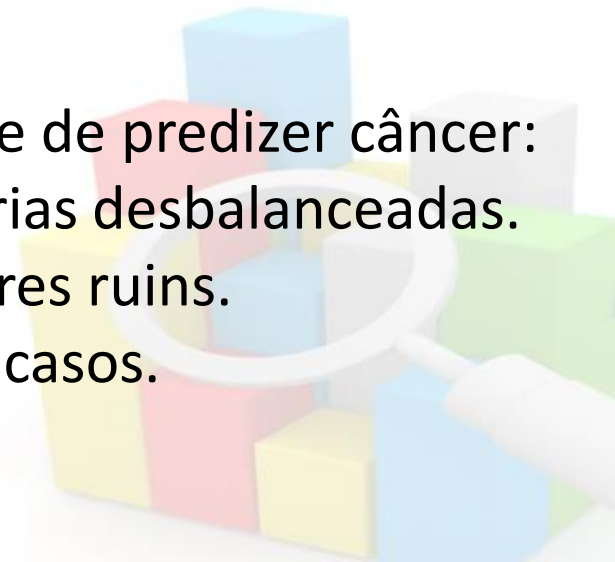 e de predizer câncer:
rias desbalanceadas.
res ruins.
casos.